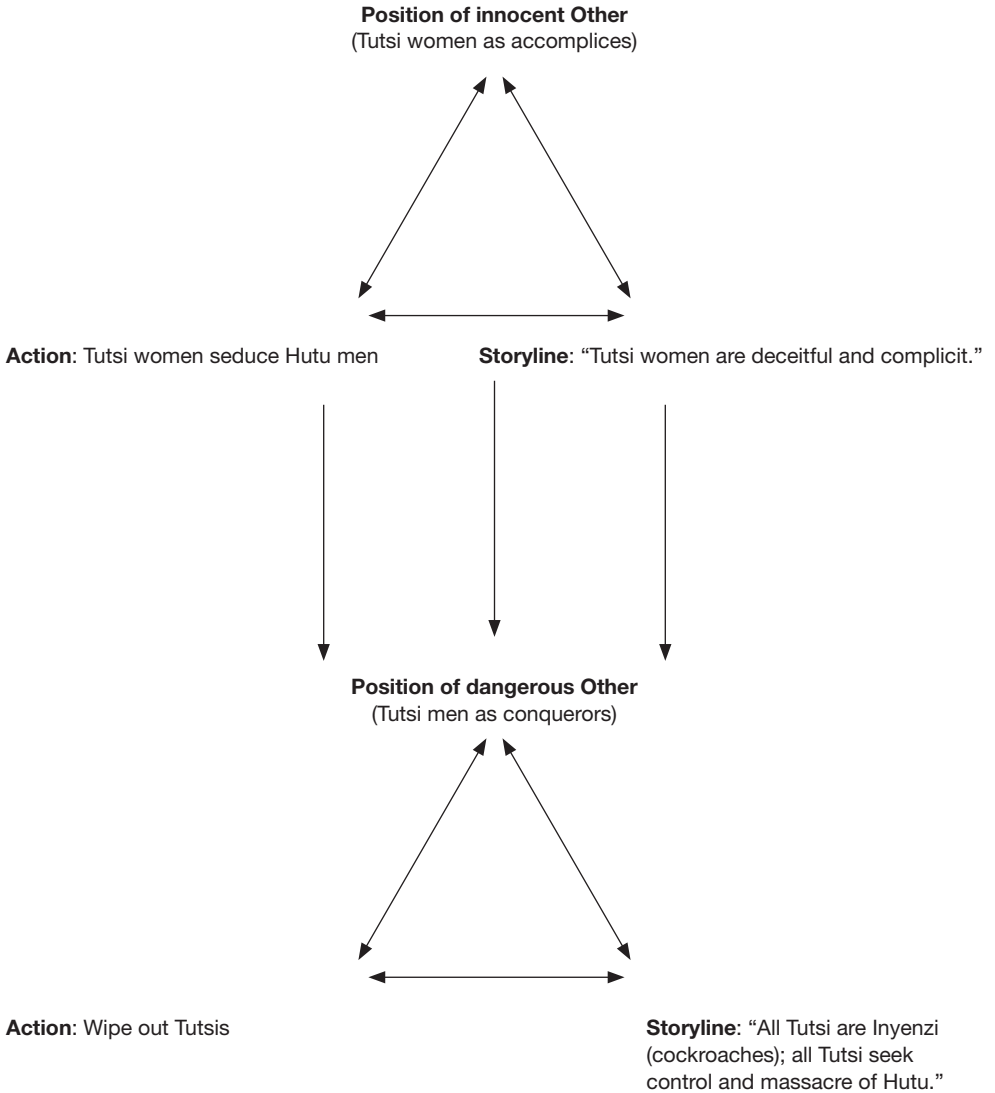 Position of innocent Other
(Tutsi women as accomplices)
Action: Tutsi women seduce Hutu men
Storyline: “Tutsi women are deceitful and complicit.”
Position of dangerous Other
(Tutsi men as conquerors)
Action: Wipe out Tutsis
Storyline: “All Tutsi are Inyenzi
(cockroaches); all Tutsi seek
control and massacre of Hutu.”